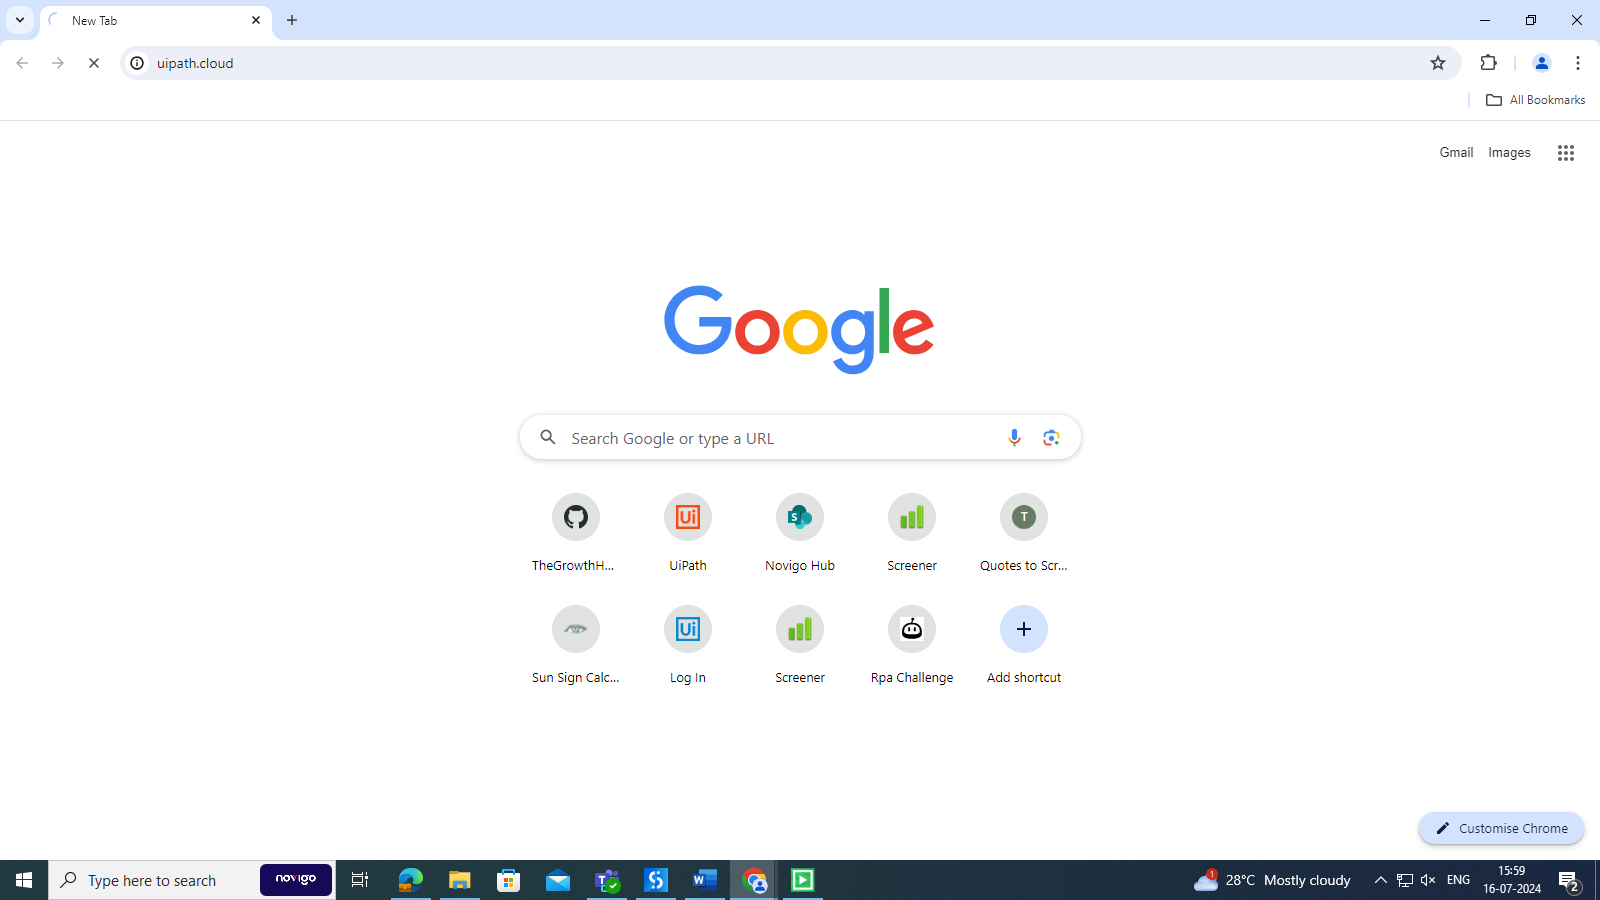 New Tab
uipath.cloud
All Bookmarks
Gmail Images
Google
Search Google or type a URL
TheGrowthH... UiPath Novigo Hub Screener Quotes to Scr...
Sun Sign Calc... Log In Screener Rpa Challenge Add shortcut
Customise Chrome
Type here to search novigo 1 28°C Mostly cloudy ENG 15:59
16-07-2024 2